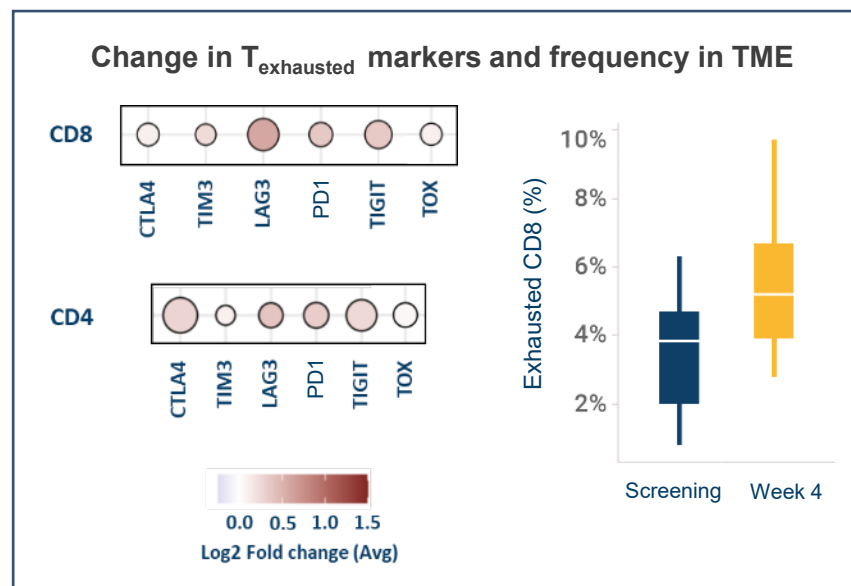 Change in Texhausted markers and frequency in TME
CD8
CTLA4 TIM3 LAG3 PD1 TIGIT TOX
CD4
CTLA4 TIM3 LAG3 PD1 TIGIT TOX
0.0 0.5 1.0 1.5
Log2 Fold change (Avg)
Exhausted CD8 (%)
10%
8%
6%
4%
2%
Screening Week 4